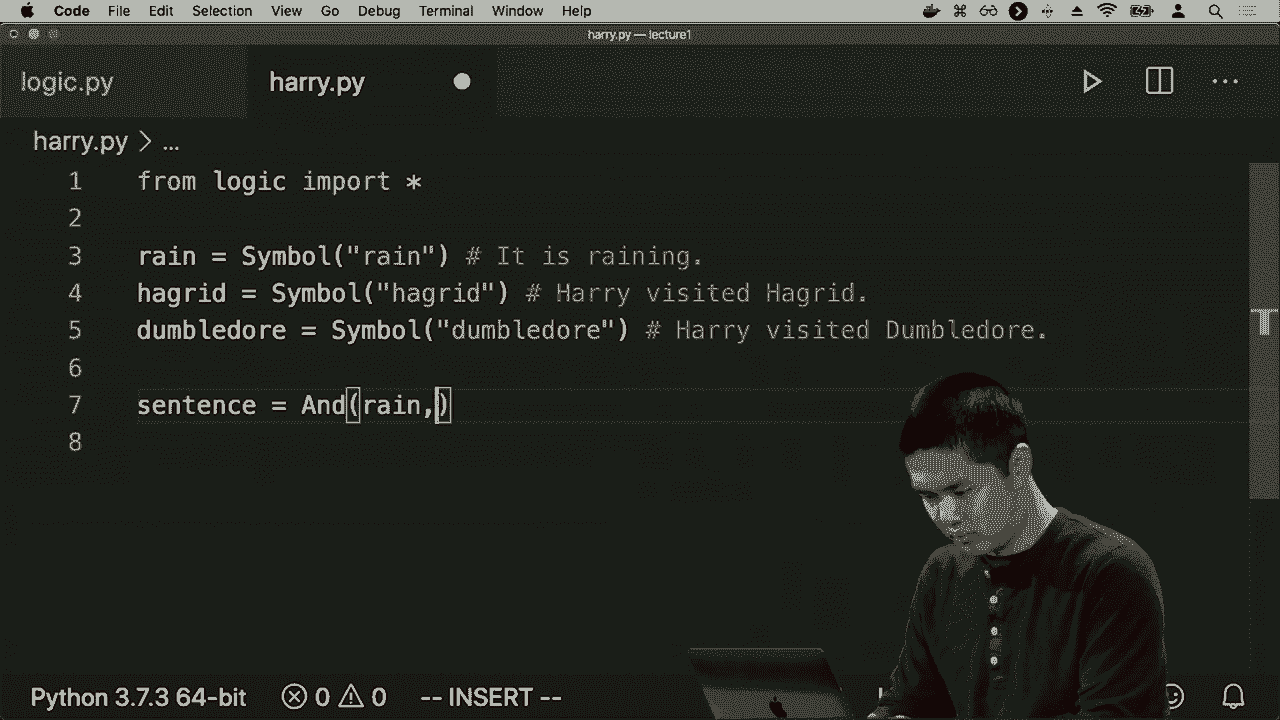 Code File Edit Selection View Go Debug Terminal Window Help
harry.py — lecture1
logic.py harry.py
harry.py > ...
1 from logic import *
2
3 rain = Symbol("rain") # It is raining.
4 hagrid = Symbol("hagrid") # Harry visited Hagrid.
5 dumbledore = Symbol("dumbledore") # Harry visited Dumbledore.
6
7 sentence = And(rain,)
8
Python 3.7.3 64-bit 0 0 -- INSERT --